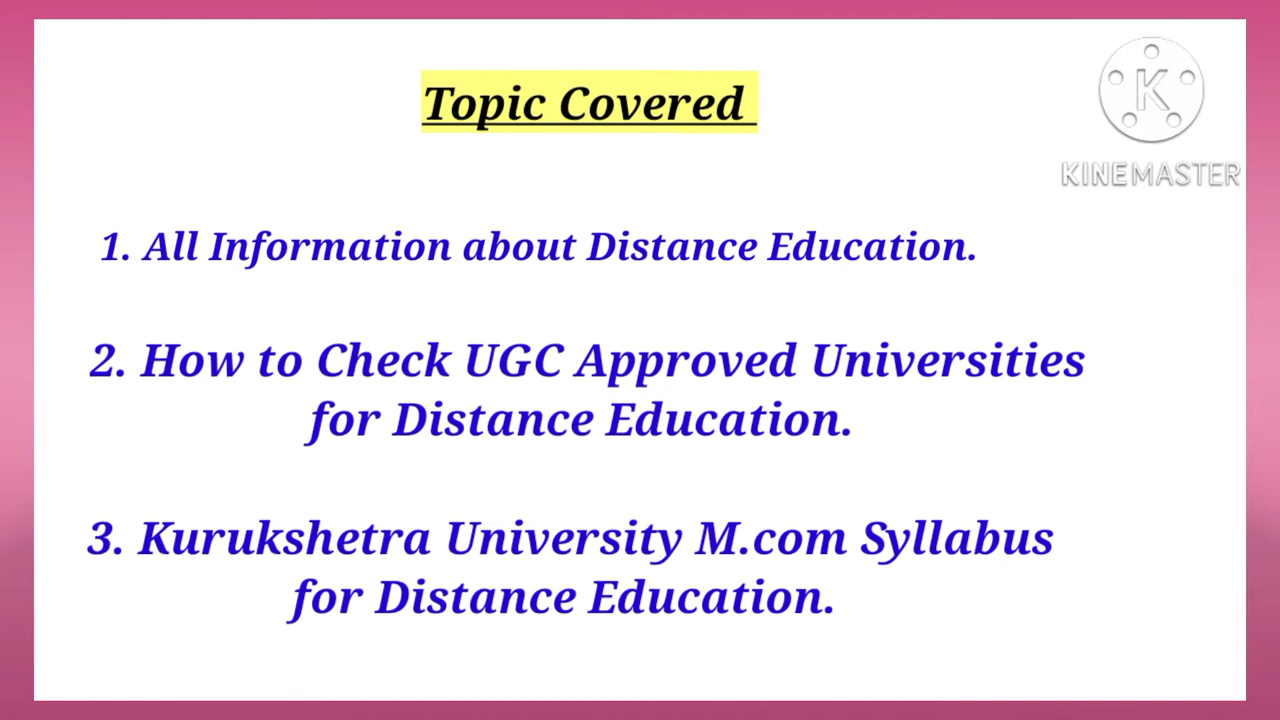 Topic Covered
K
KINEMASTER
1. All Information about Distance Education.
2. How to Check UGC Approved Universities
for Distance Education.
3. Kurukshetra University M.com Syllabus
for Distance Education.